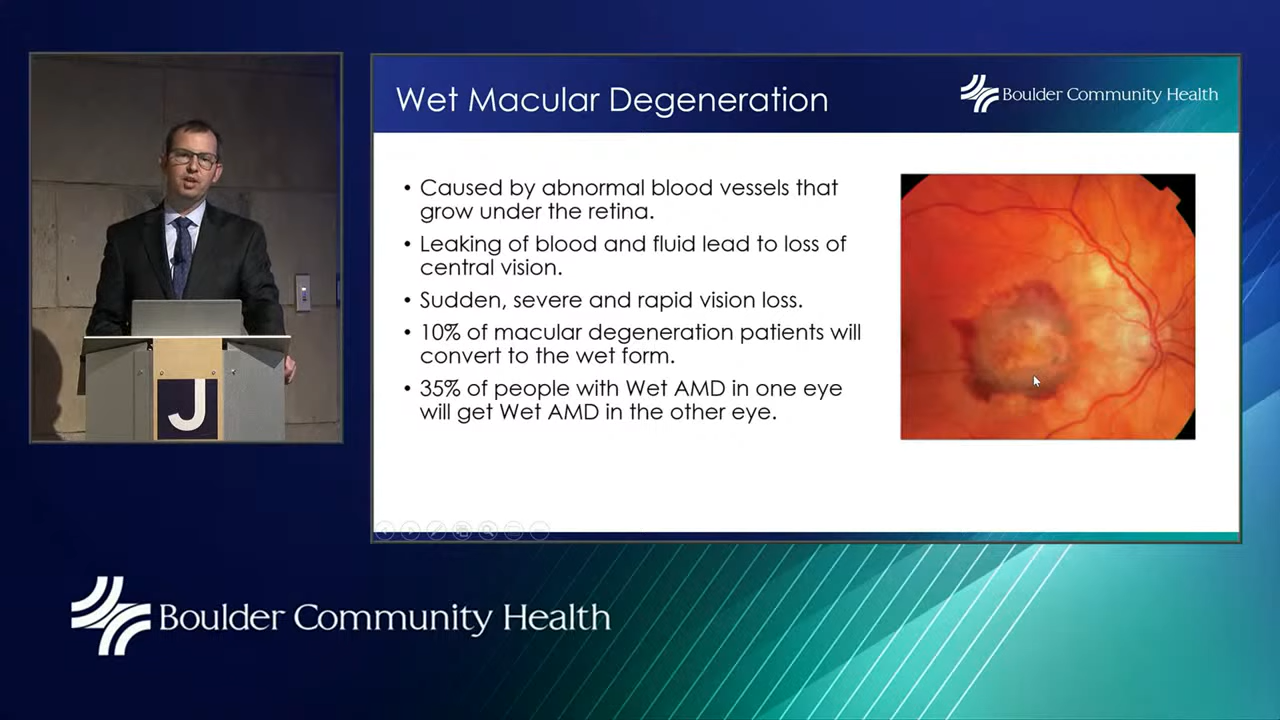 Wet Macular Degeneration
Boulder Community Health
• Caused by abnormal blood vessels that
grow under the retina.
• Leaking of blood and fluid lead to loss of
central vision.
• Sudden, severe and rapid vision loss.
• 10% of macular degeneration patients will
convert to the wet form.
• 35% of people with Wet AMD in one eye
will get Wet AMD in the other eye.
J
Boulder Community Health